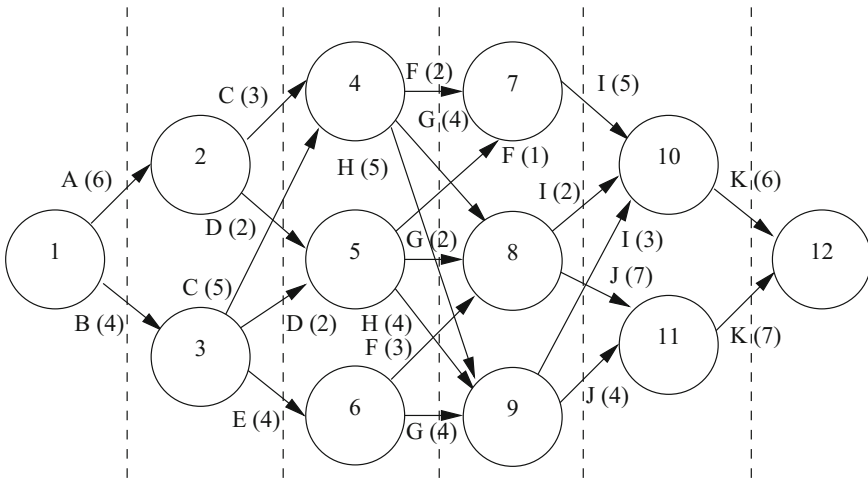 4
F (2)
7
C (3)
I (5)
G (4)
2
H (5)
F (1)
10
A (6)
I (2)
K (6)
D (2)
1
5
G (2)
8
I (3)
12
C (5)
J (7)
B (4)
D (2)
H (4)
11
K (7)
3
F (3)
6
9
J (4)
E (4)
G (4)